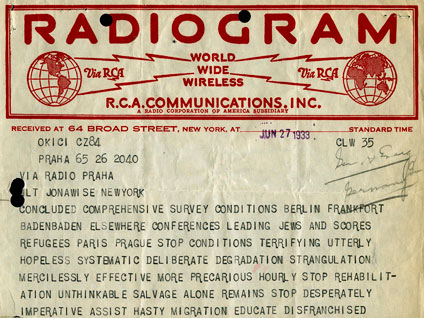 RADIOGRAM
WORLD
WIDE
WIRELESS
Via RCA
Via RCA
R.C.A. COMMUNICATIONS, INC.
A RADIO CORPORATION OF AMERICA SUBSIDIARY
RECEIVED AT 64 BROAD STREET, NEW YORK, AT JUN 27 1933 STANDARD TIME
OKICI CZ84 CLW 35
PRAHA 65 26 2040
VIA RADIO PRAHA
NLT JONAWISE NEWYORK
Germany
CONCLUDED COMPREHENSIVE SURVEY CONDITIONS BERLIN FRANKFORT
BADENBADEN ELSEWHERE CONFERENCES LEADING JEWS AND SCORES
REFUGEES PARIS PRAGUE STOP CONDITIONS TERRIFYING UTTERLY
HOPELESS SYSTEMATIC DELIBERATE DEGRADATION STRANGULATION
MERCILESSLY EFFECTIVE MORE PRECARIOUS HOURLY STOP REHABILIT-
ATION UNTHINKABLE SALVAGE ALONE REMAINS STOP DESPERATELY
IMPERATIVE ASSIST HASTY MIGRATION EDUCATE DISFRANCHISED